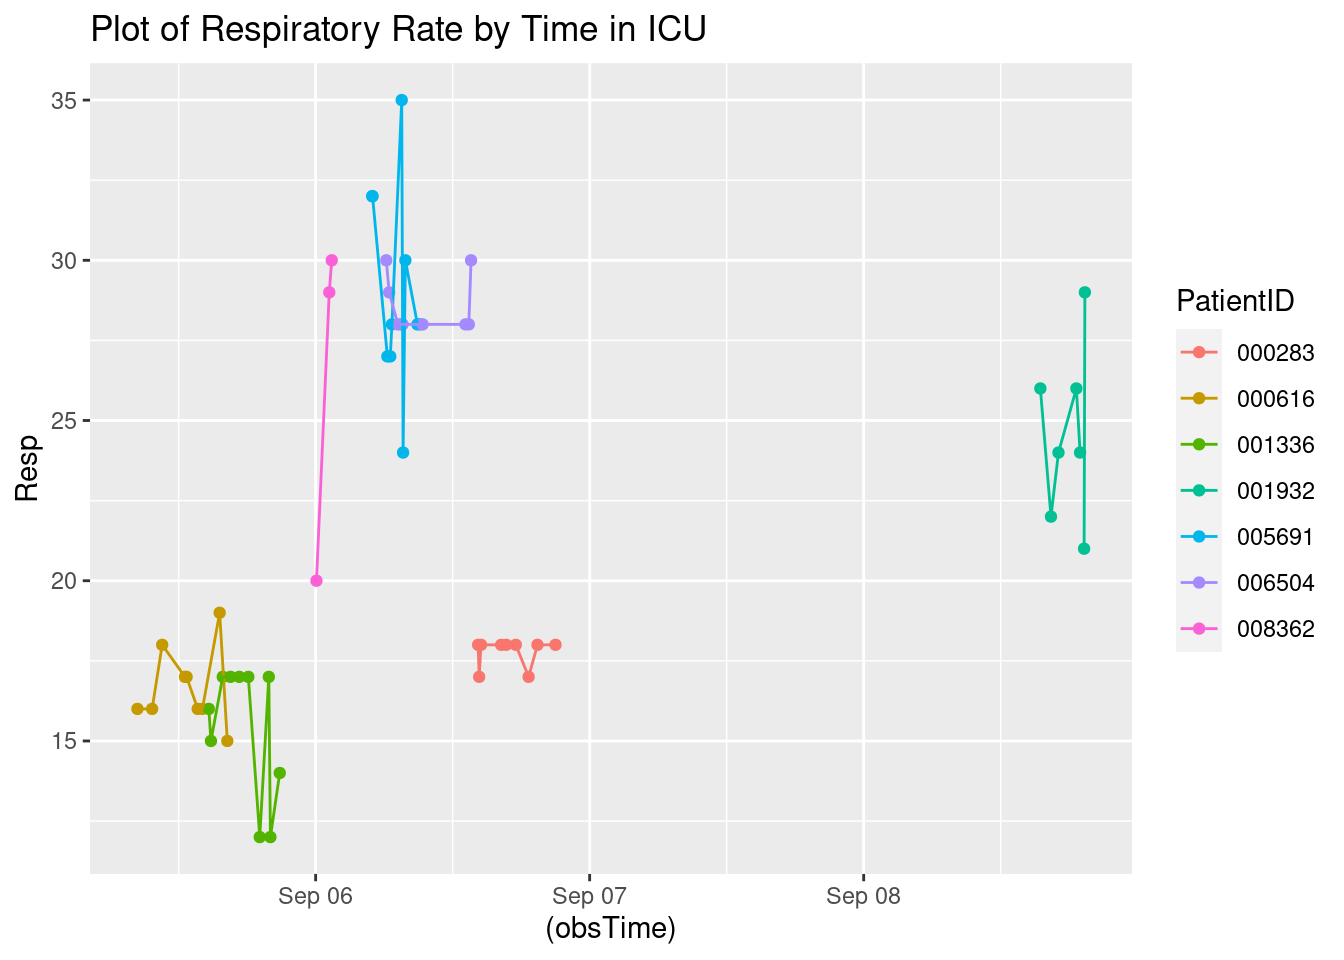 Plot of Respiratory Rate by Time in ICU
35
30
25
20
15
Resp
Sep 06 Sep 07 Sep 08
(obsTime)
PatientID
000283
000616
001336
001932
005691
006504
008362